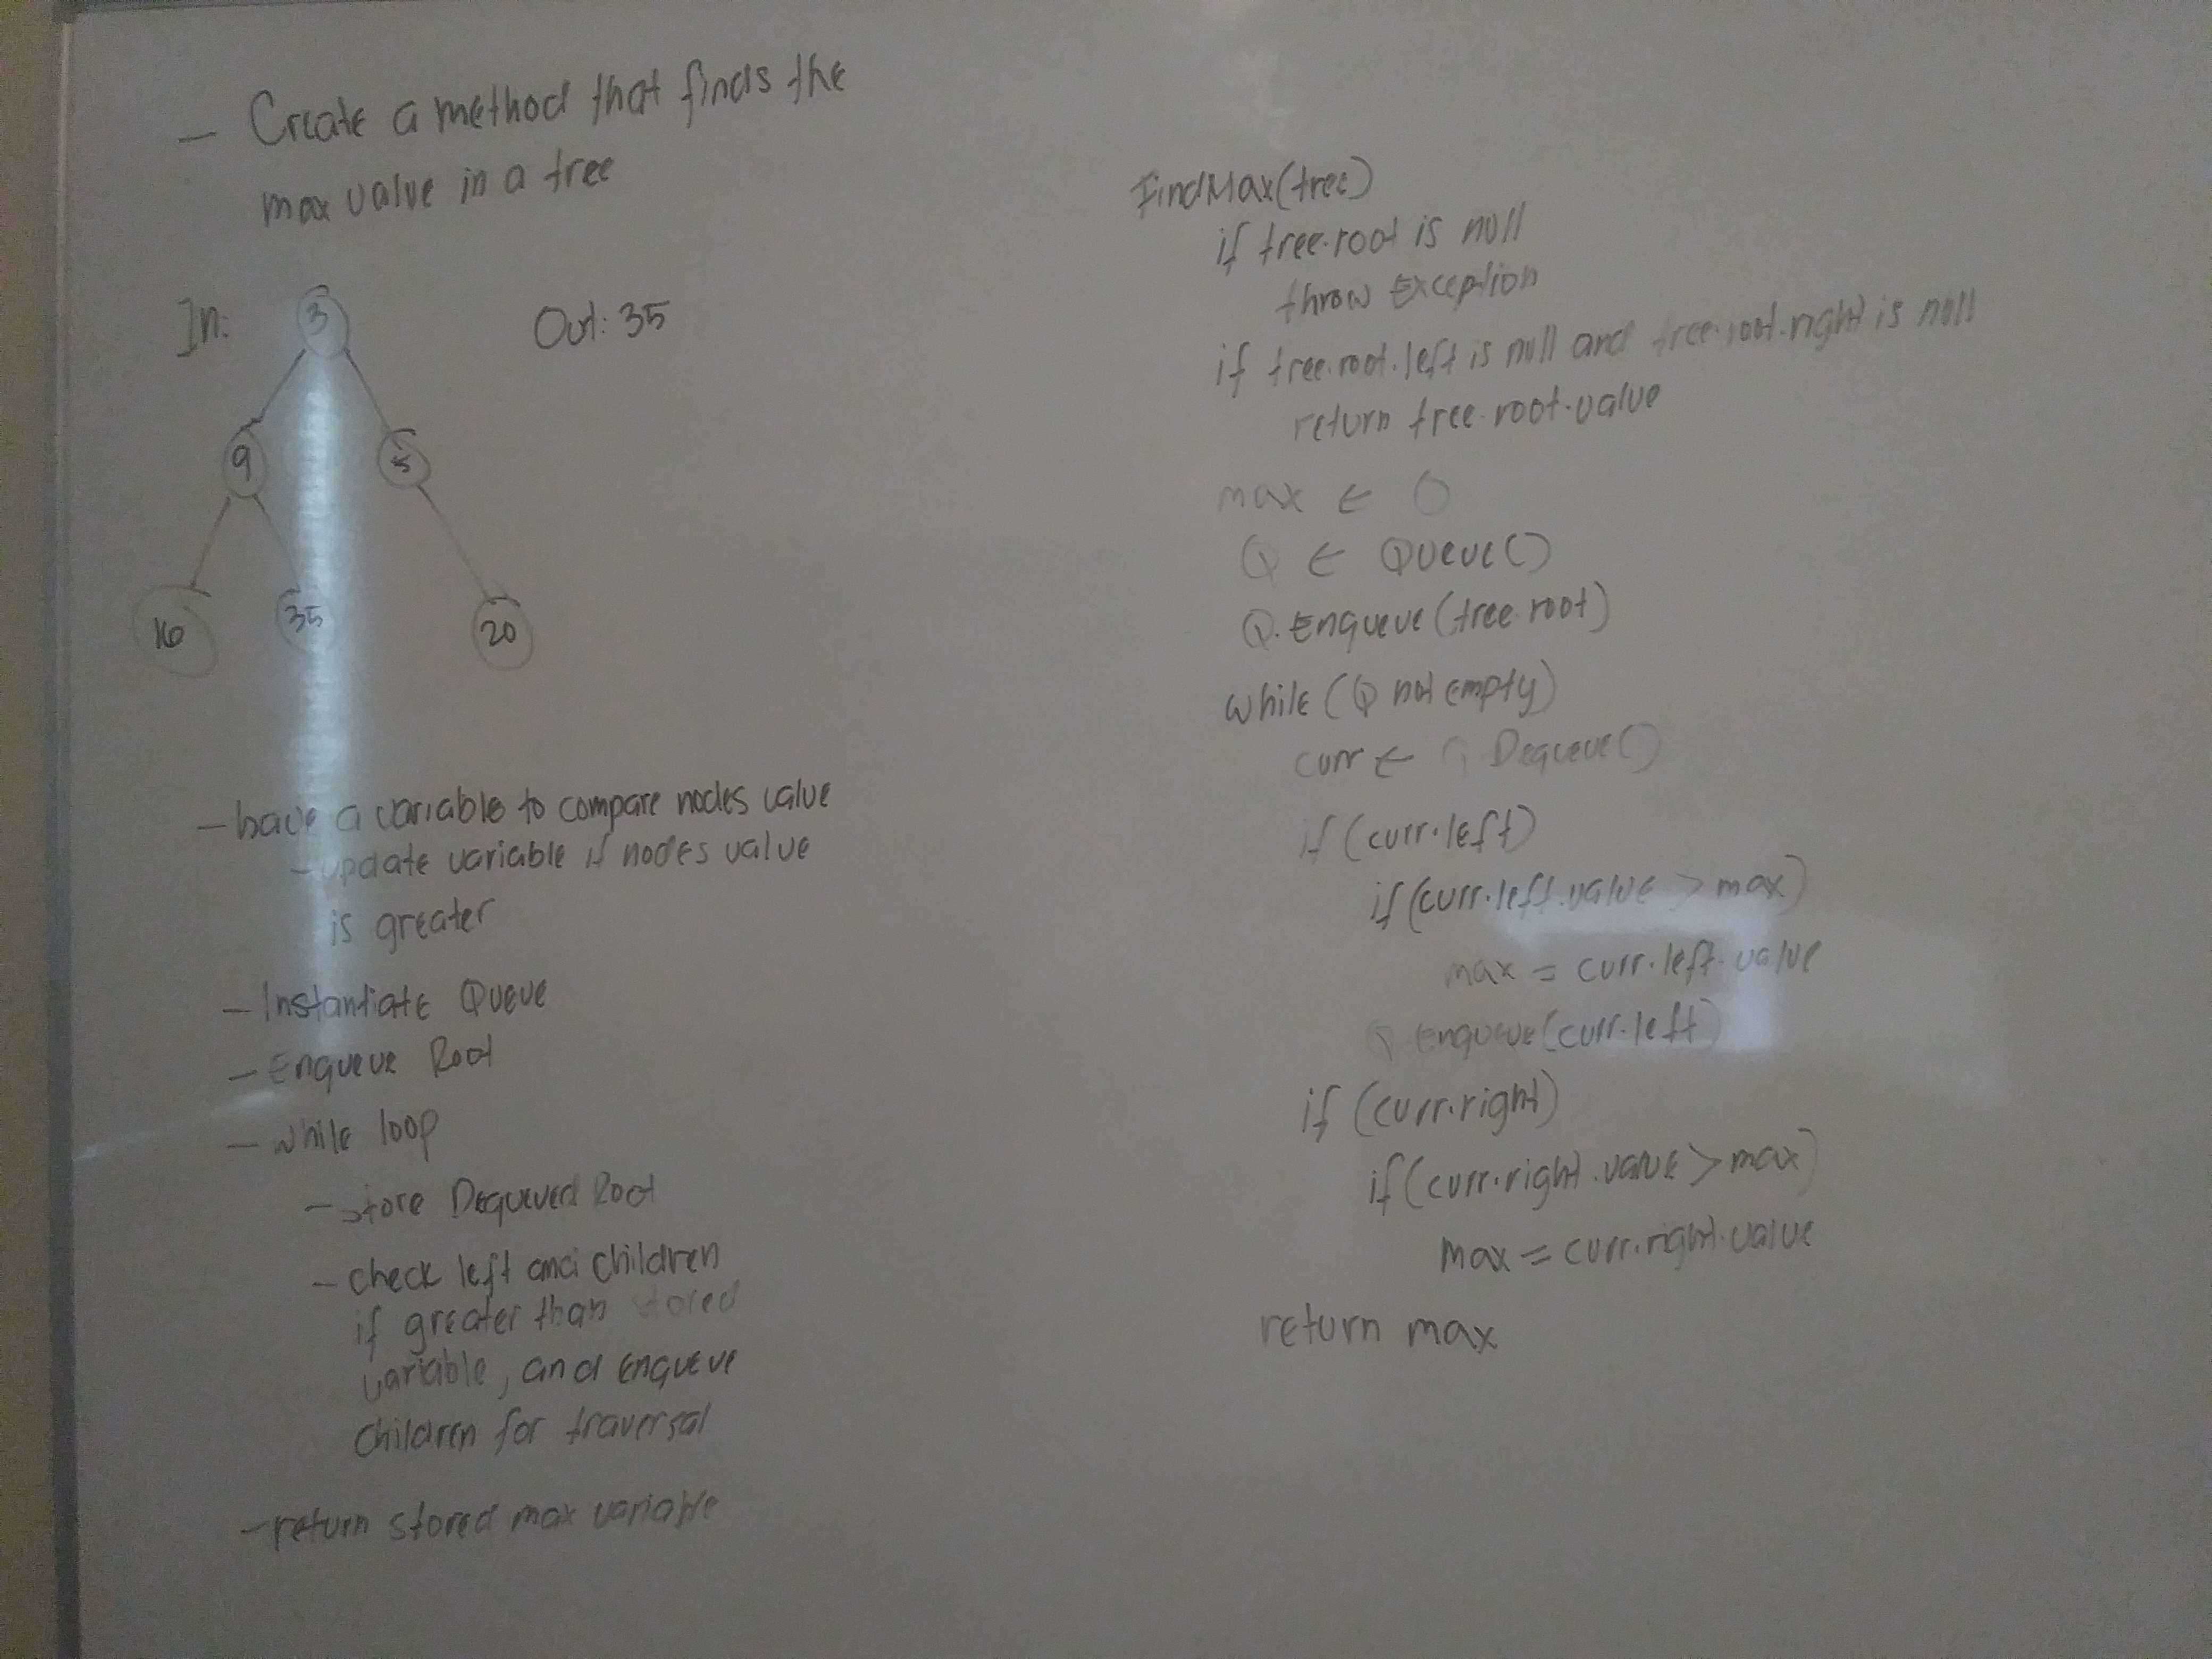 - Create a method that finds the
max value in a tree
In:
3
Out: 35
9
5
16
35
20
- have a variable to compare nodes value
- update variable if nodes value
is greater
- Instantiate Queue
- Enqueue Root
- while loop
- store Dequeued Root
- check left and children
if greater than stored
variable, and enqueue
children for traversal
- return stored max variable
FindMax(tree)
if tree.root is null
throw Exception
if tree.root.left is null and tree.root.right is null
return tree.root.value
max ← 0
Q ← Queue()
Q.Enqueue(tree.root)
while (Q not empty)
curr ← Q Dequeue()
if (curr.left)
if (curr.left.value > max)
max = curr.left.value
Q Enqueue(curr.left)
if (curr.right)
if (curr.right.value > max)
max = curr.right.value
return max